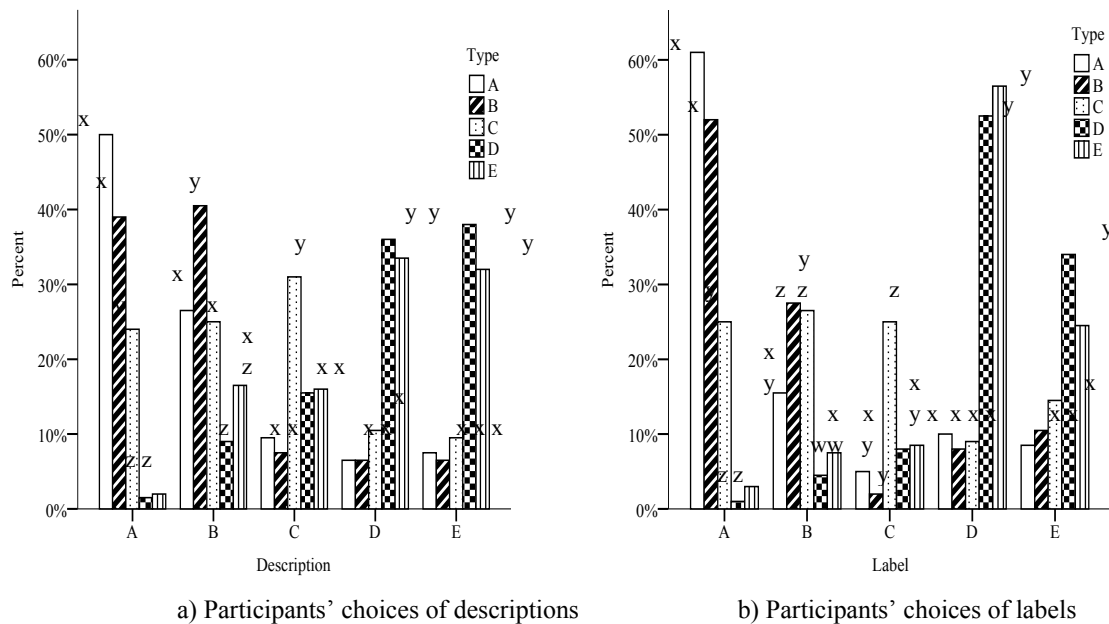 60%
50%
40%
30%
20%
10%
0%
Percent
Type
A
B
C
D
E
x
x
y
x
x
z z
z
x
z
y
x x
x x
y
x x
x
y
y
x x x
y
y
A B C D E
Description
a) Participants’ choices of descriptions
60%
50%
40%
30%
20%
10%
0%
Percent
Type
A
B
C
D
E
x
x
y
z z
x
y
z
y
z
w w
x
x
y
y
z
x
y
x x x x
y
y
x x
x
y
A B C D E
Label
b) Participants’ choices of labels